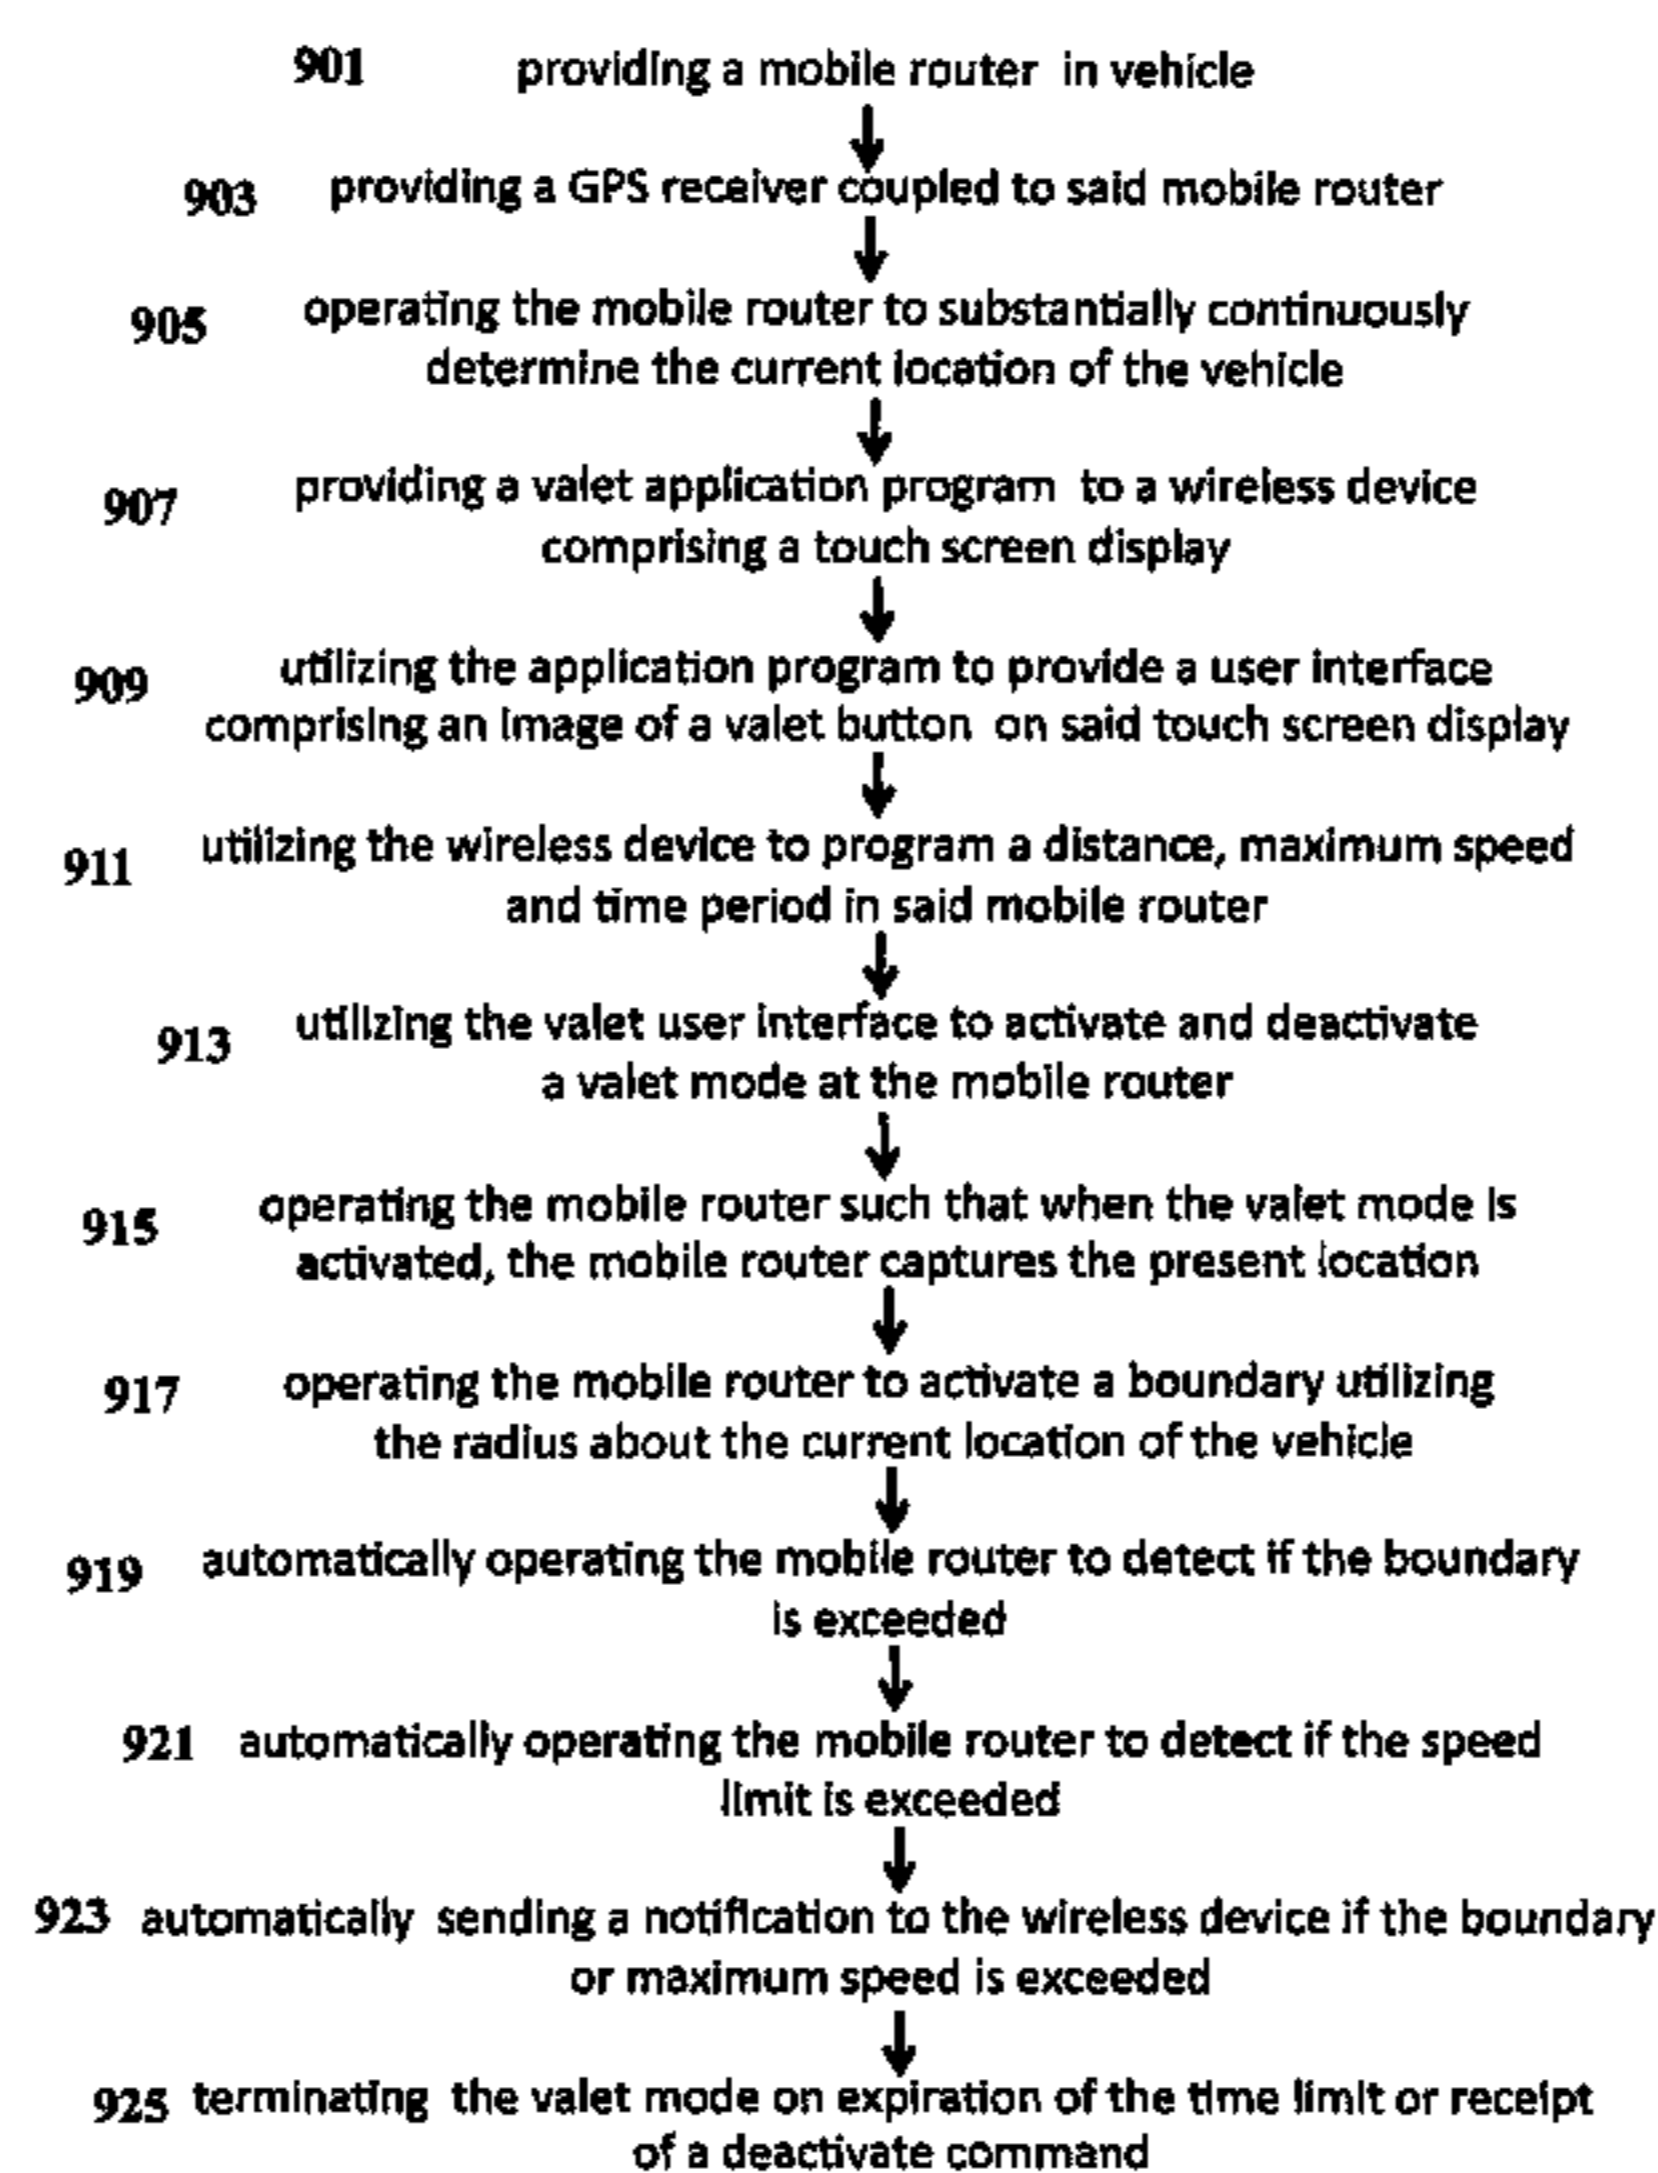 901 providing a mobile router in vehicle
903 providing a GPS receiver coupled to said mobile router
905 operating the mobile router to substantially continuously
determine the current location of the vehicle
907 providing a valet application program to a wireless device
comprising a touch screen display
909 utilizing the application program to provide a user interface
comprising an image of a valet button on said touch screen display
911 utilizing the wireless device to program a distance, maximum speed
and time period in said mobile router
913 utilizing the valet user interface to activate and deactivate
a valet mode at the mobile router
915 operating the mobile router such that when the valet mode is
activated, the mobile router captures the present location
917 operating the mobile router to activate a boundary utilizing
the radius about the current location of the vehicle
919 automatically operating the mobile router to detect if the boundary
is exceeded
921 automatically operating the mobile router to detect if the speed
limit is exceeded
923 automatically sending a notification to the wireless device if the boundary
or maximum speed is exceeded
925 terminating the valet mode on expiration of the time limit or receipt
of a deactivate command